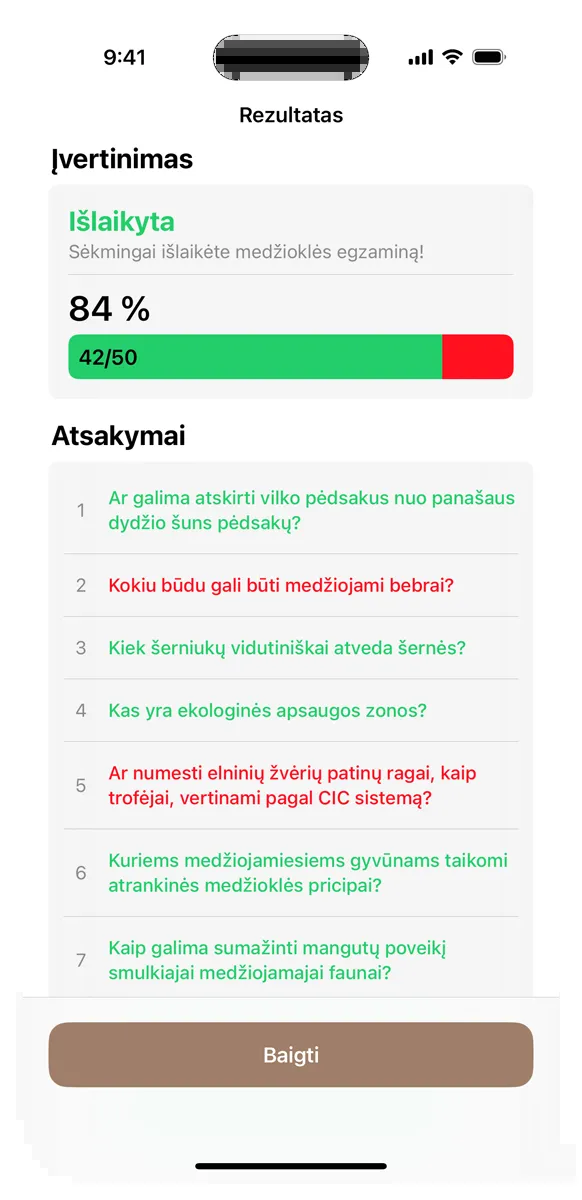 9:41
Rezultatas
Įvertinimas
Išlaikyta
Sėkmingai išlaikėte medžioklės egzaminą!
84 %
42/50
Atsakymai
1
Ar galima atskirti vilko pėdsakus nuo panašaus
dydžio šuns pėdsakų?
2
Kokiu būdu gali būti medžiojami bebrai?
3
Kiek šerniukų vidutiniškai atveda šernės?
4
Kas yra ekologinės apsaugos zonos?
5
Ar numesti elninių žvėrių patinų ragai, kaip
trofėjai, vertinami pagal CIC sistemą?
6
Kuriems medžiojamiesiems gyvūnams taikomi
atrankinės medžioklės pricipai?
7
Kaip galima sumažinti mangutų poveikį
smulkiajai medžiojamajai faunai?
Baigti